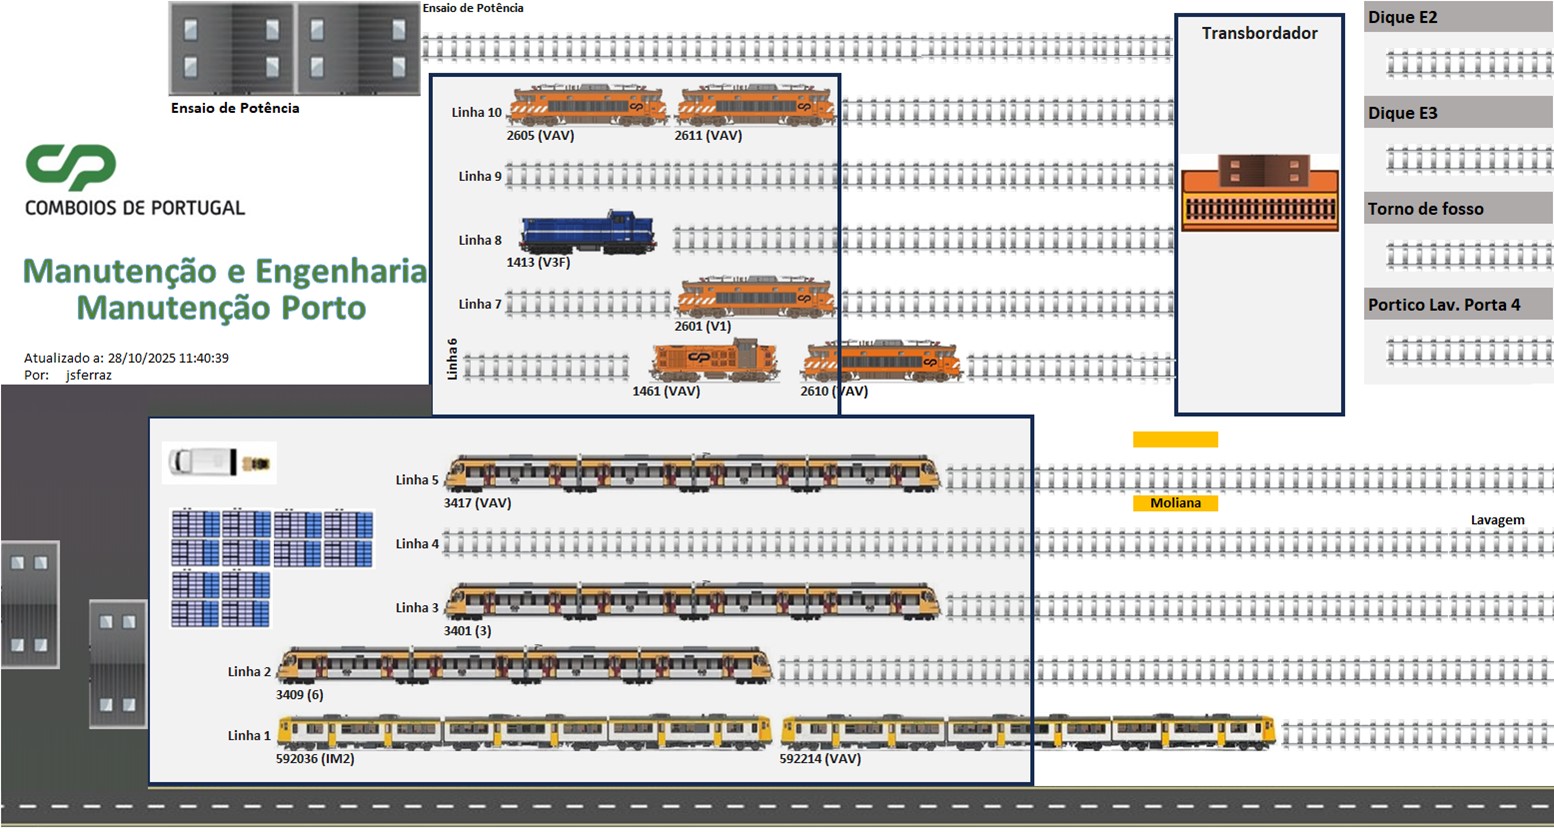 Ensaio de Potência
Ensaio de Potência
Transbordador
Dique E2
Dique E3
Torno de fosso
Portico Lav. Porta 4
CP
COMBOIOS DE PORTUGAL
Manutenção e Engenharia
Manutenção Porto
Atualizado a: 28/10/2025 11:40:39
Por: jsferraz
Linha 10
2605 (VAV) 2611 (VAV)
Linha 9
Linha 8
1413 (V3F)
Linha 7
2601 (V1)
Linha 6
1461 (VAV) 2610 (VAV)
Linha 5
3417 (VAV)
Moliana
Lavagem
Linha 4
Linha 3
3401 (3)
Linha 2
3409 (6)
Linha 1
592036 (IM2) 592214 (VAV)